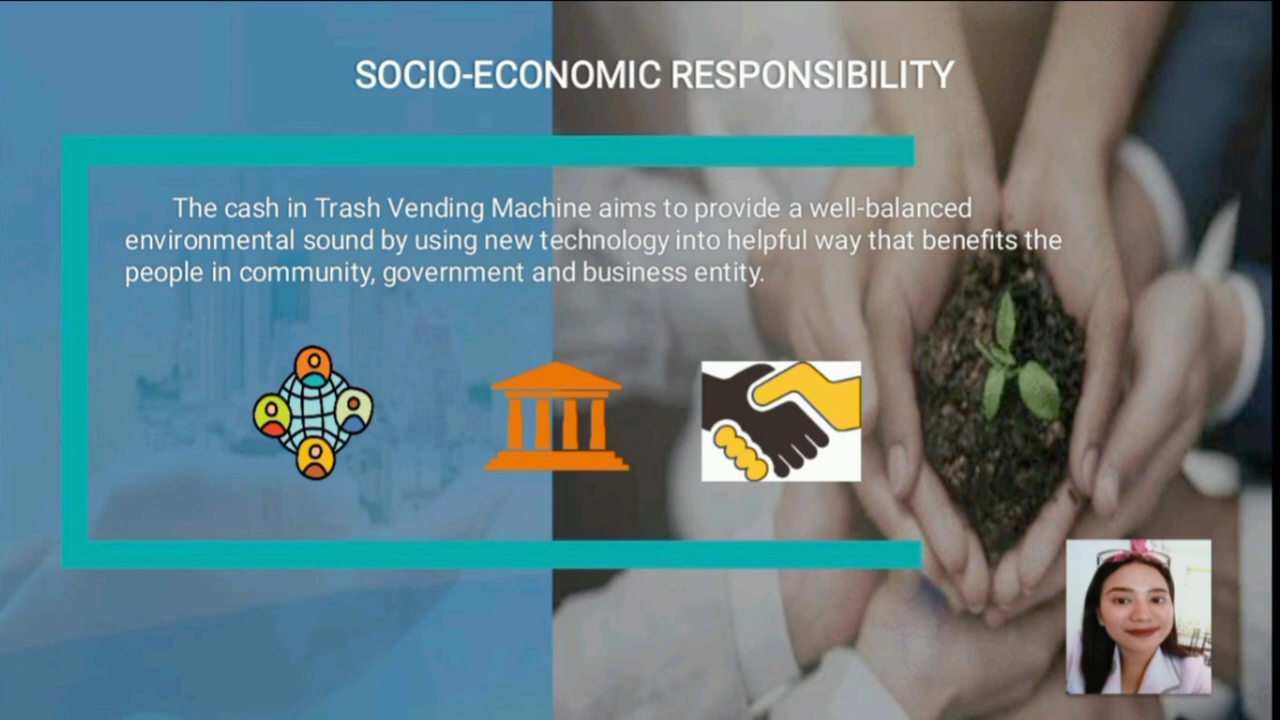 SOCIO-ECONOMIC RESPONSIBILITY
The cash in Trash Vending Machine aims to provide a well-balanced
environmental sound by using new technology into helpful way that benefits the
people in community, government and business entity.